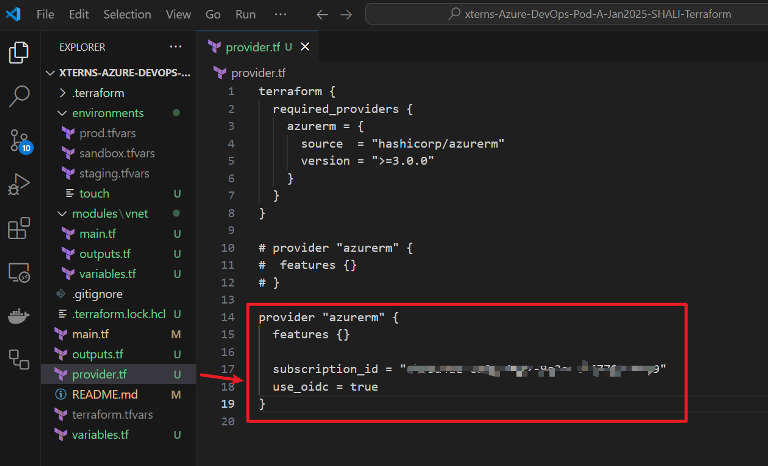 File Edit Selection View Go Run ···
xterns-Azure-DevOps-Pod-A-Jan2025-SHALI-Terraform
EXPLORER ···
XTERNS-AZURE-DEVOPS-...
.terraform
environments
prod.tfvars
sandbox.tfvars
staging.tfvars
touch U
modules\vnet
main.tf U
outputs.tf U
variables.tf U
.gitignore
.terraform.lock.hcl U
main.tf M
outputs.tf U
provider.tf U
README.md M
terraform.tfvars
variables.tf U
10
provider.tf U
provider.tf
1 terraform {
2 required_providers {
3 azurerm = {
4 source = "hashicorp/azurerm"
5 version = ">=3.0.0"
6 }
7 }
8 }
9
10 # provider "azurerm" {
11 # features {}
12 # }
13
14 provider "azurerm" {
15 features {}
16
17 subscription_id = "
18 use_oidc = true
19 }
20